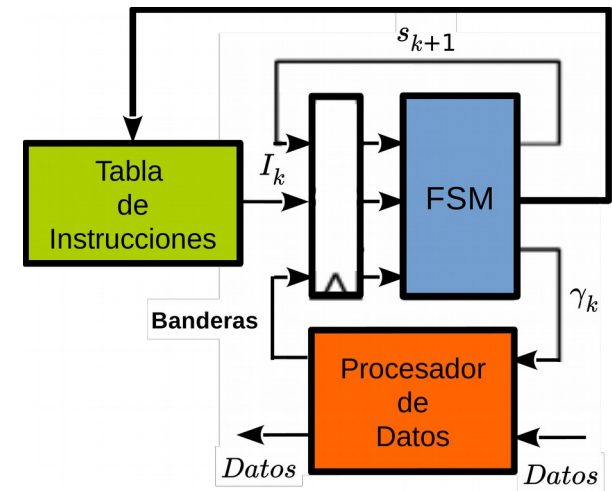 s_{k+1}
Tabla
de
Instrucciones
I_k
FSM
Banderas
γ_k
Procesador
de
Datos
Datos
Datos